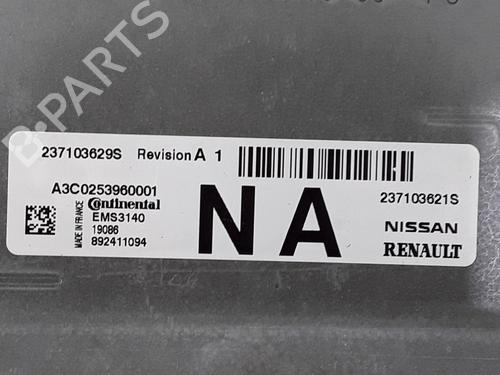 B-PARTS
237103629S Revision A 1
A3C0253960001
MADE IN FRANCE
Continental
EMS3140
19086
892411094
NA
237103621S
NISSAN
RENAULT